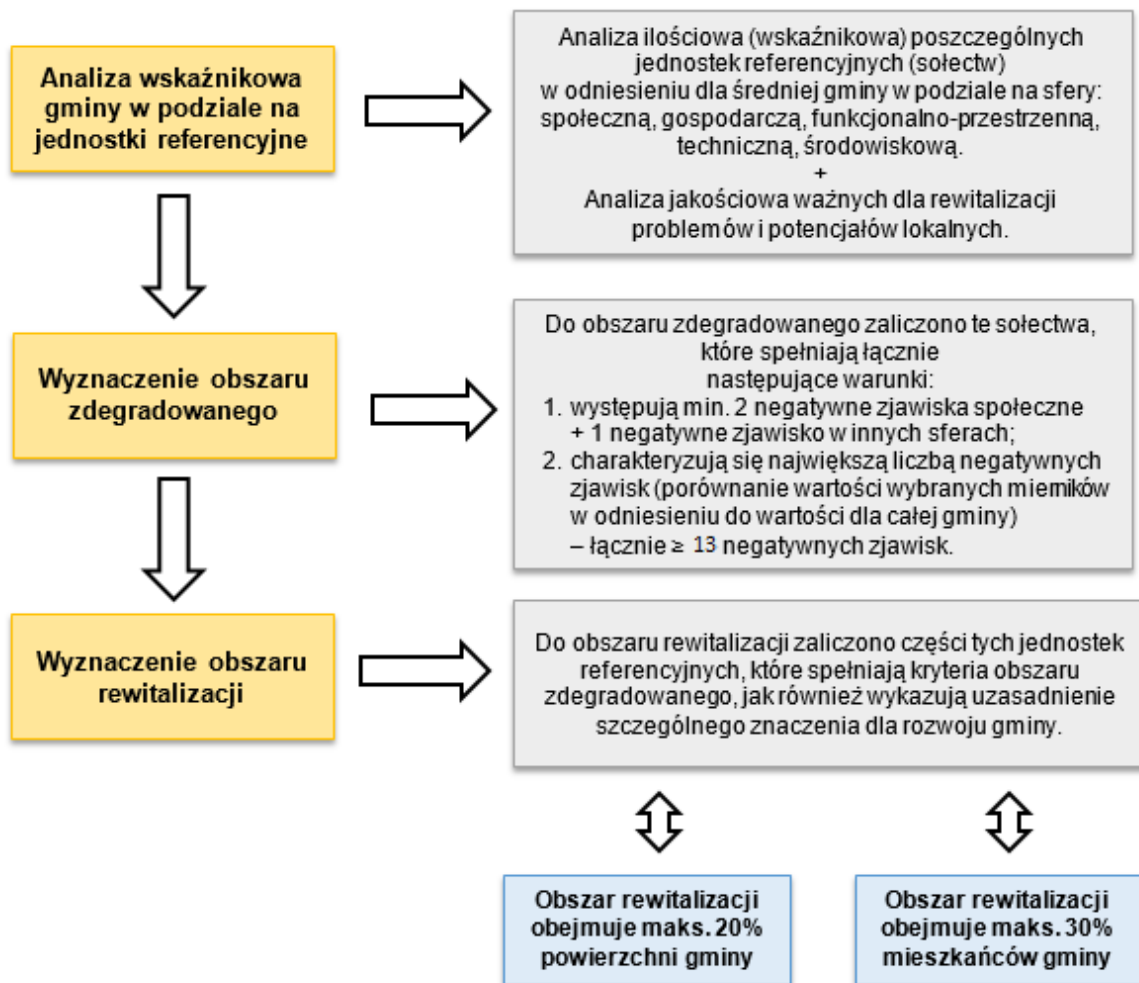 Analiza wskaźnikowa
gminy w podziale na
jednostki referencyjne
Analiza ilościowa (wskaźnikowa) poszczególnych
jednostek referencyjnych (sołectw)
w odniesieniu dla średniej gminy w podziale na sfery:
społeczną, gospodarczą, funkcjonalno-przestrzenną,
techniczną, środowiskową.
+
Analiza jakościowa ważnych dla rewitalizacji
problemów i potencjałów lokalnych.
Wyznaczenie obszaru
zdegradowanego
Do obszaru zdegradowanego zaliczono te sołectwa,
które spełniają łącznie
następujące warunki:
1. występują min. 2 negatywne zjawiska społeczne
+ 1 negatywne zjawisko w innych sferach;
2. charakteryzują się największą liczbą negatywnych
zjawisk (porównanie wartości wybranych mierników
w odniesieniu do wartości dla całej gminy)
– łącznie ≥ 13 negatywnych zjawisk.
Wyznaczenie obszaru
rewitalizacji
Do obszaru rewitalizacji zaliczono części tych jednostek
referencyjnych, które spełniają kryteria obszaru
zdegradowanego, jak również wykazują uzasadnienie
szczególnego znaczenia dla rozwoju gminy.
Obszar rewitalizacji
obejmuje maks. 20%
powierzchni gminy
Obszar rewitalizacji
obejmuje maks. 30%
mieszkańców gminy